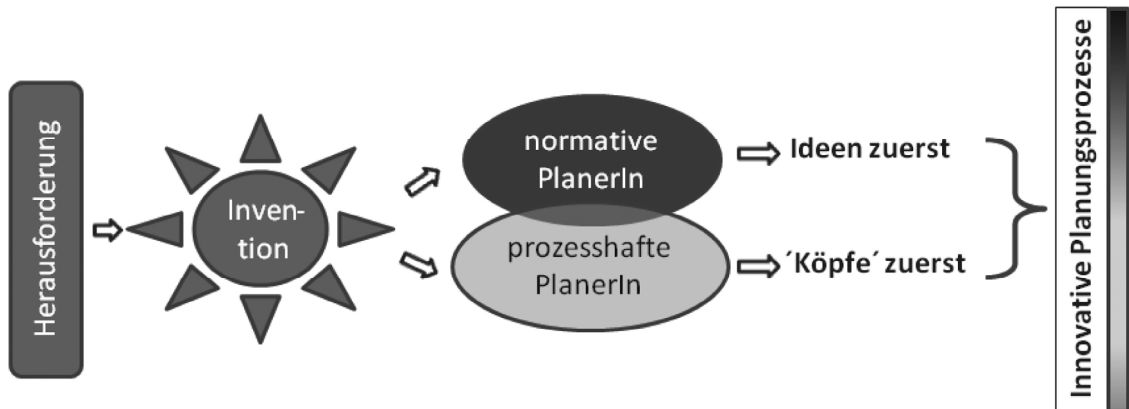 Herausforderung
Inven-
tion
normative
PlanerIn
prozesshafte
PlanerIn
Ideen zuerst
´Köpfe´ zuerst
Innovative Planungsprozesse